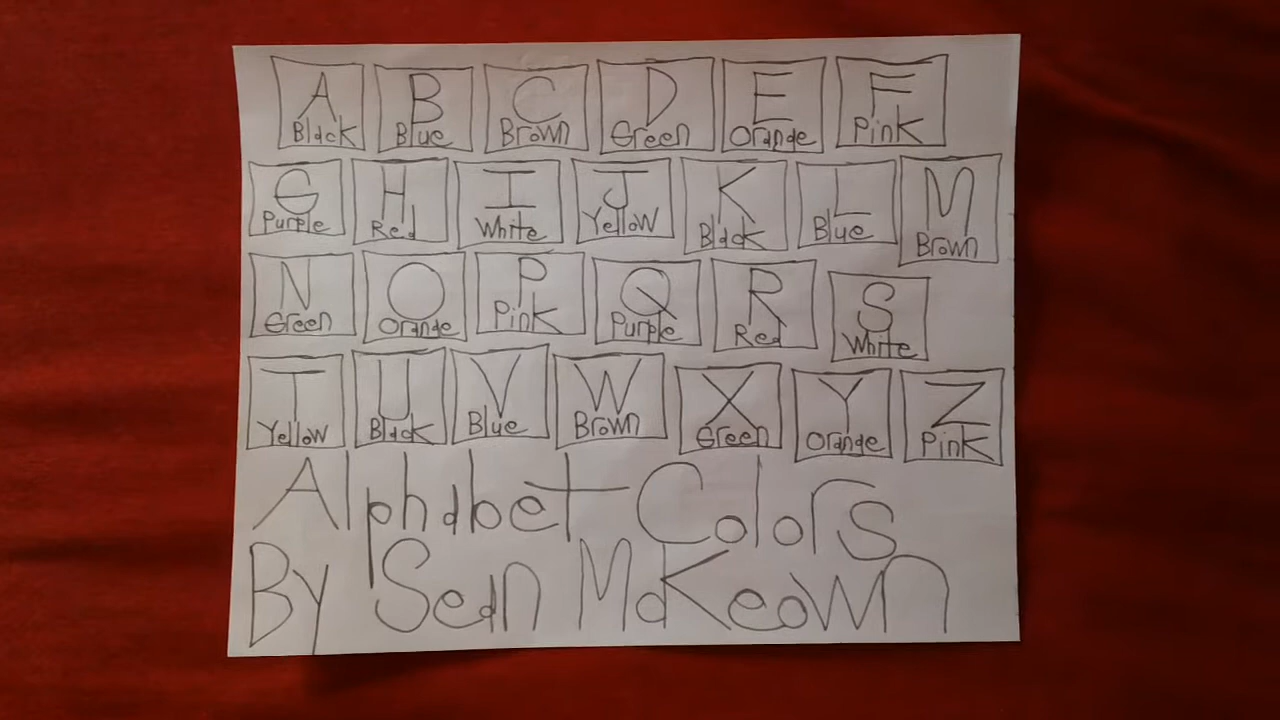 A B C D E F
Black Blue Brown Green Orange Pink
G H I J K L M
Purple Red White Yellow Black Blue Brown
N O P Q R S
Green Orange Pink Purple Red White
T U V W X Y Z
Yellow Black Blue Brown Green Orange Pink
Alphabet Colors
By Sean McKeown